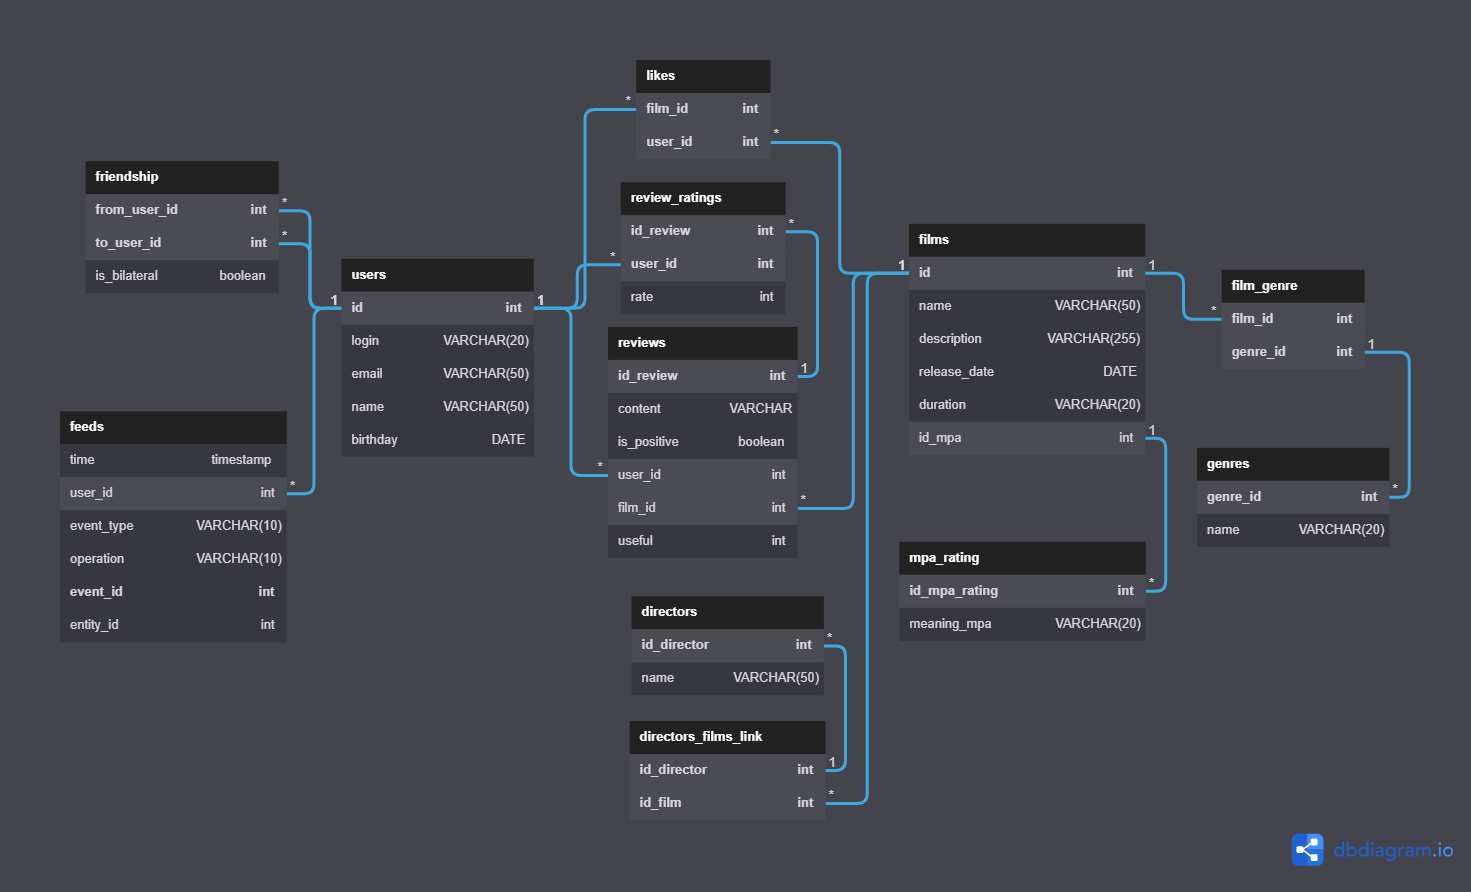 likes
* film_id int
user_id int *
friendship
from_user_id int *
to_user_id int *
is_bilateral boolean
review_ratings
id_review int *
* user_id int
rate int
users
1 id int 1
login VARCHAR(20)
email VARCHAR(50)
name VARCHAR(50)
birthday DATE
reviews
id_review int 1
content VARCHAR
is_positive boolean
* user_id int
film_id int *
useful int
feeds
time timestamp
user_id int *
event_type VARCHAR(10)
operation VARCHAR(10)
event_id int
entity_id int
directors
id_director int *
name VARCHAR(50)
directors_films_link
id_director int 1
id_film int *
films
1 id int 1
name VARCHAR(50)
description VARCHAR(255)
release_date DATE
duration VARCHAR(20)
id_mpa int 1
mpa_rating
id_mpa_rating int *
meaning_mpa VARCHAR(20)
film_genre
* film_id int
genre_id int 1
genres
genre_id int *
name VARCHAR(20)
dbdiagram.io